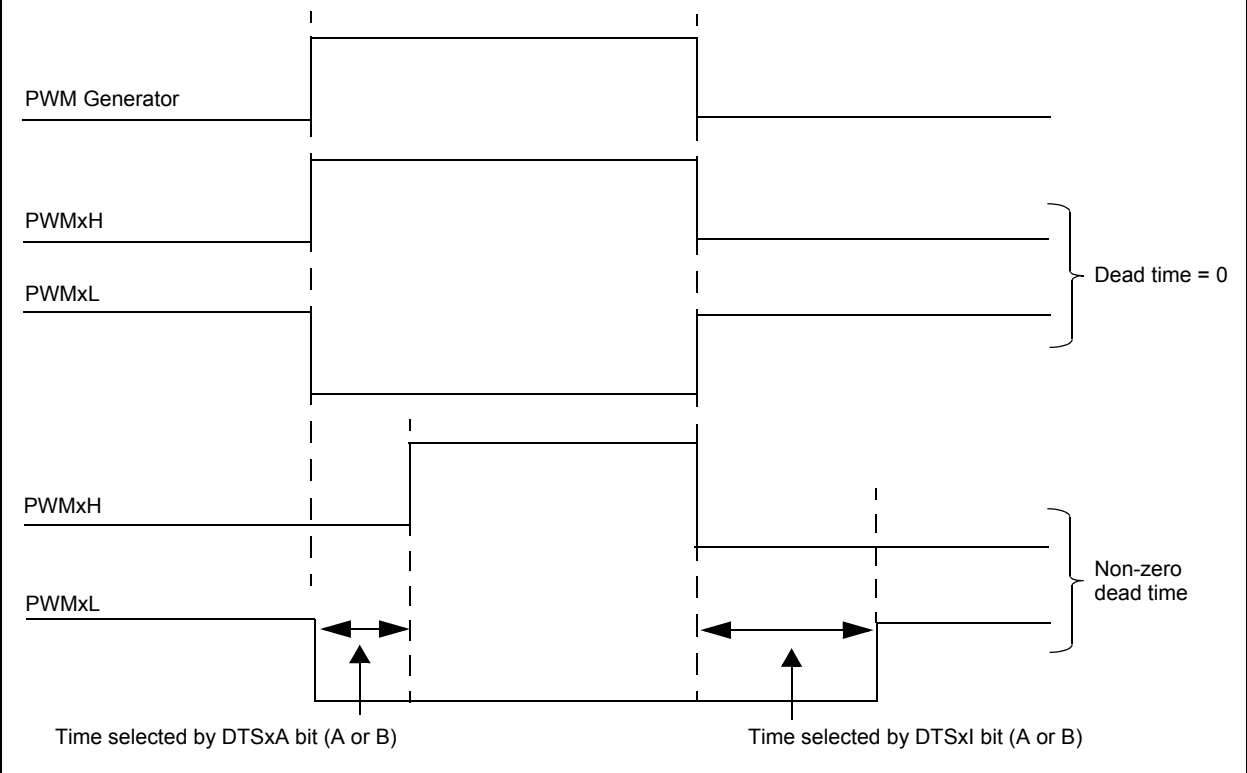 PWM Generator
PWMxH
PWMxL
Dead time = 0
PWMxH
PWMxL
Non-zero
dead time
Time selected by DTSxA bit (A or B)
Time selected by DTSxI bit (A or B)